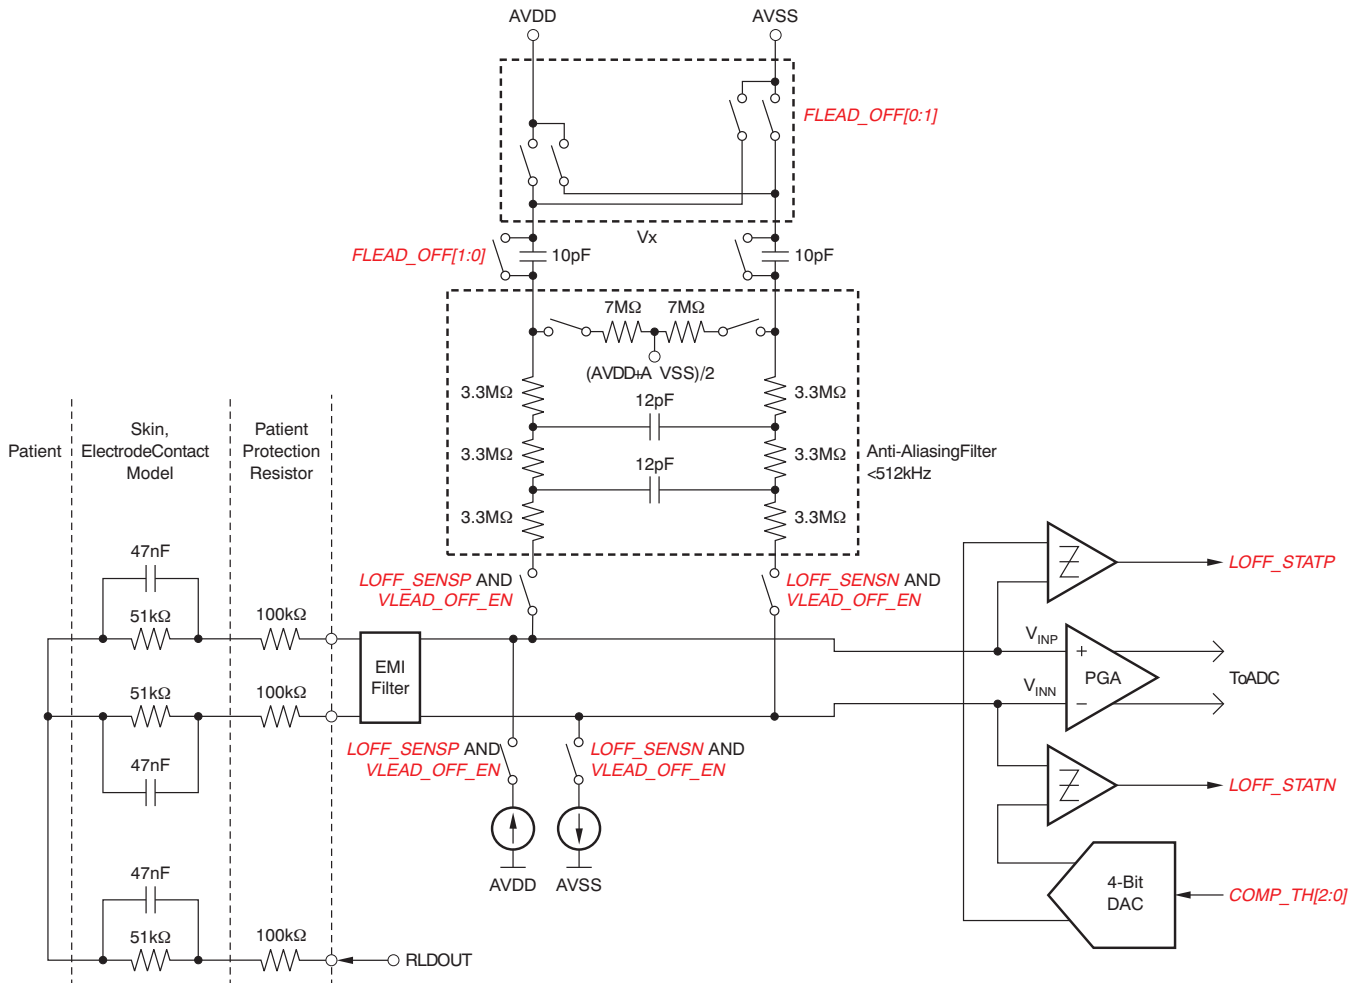 AVDD
AVSS
FLEAD_OFF[0:1]
Vx
FLEAD_OFF[1:0]
10pF
10pF
7MΩ
7MΩ
(AVDD+A VSS)/2
3.3MΩ
12pF
3.3MΩ
3.3MΩ
12pF
3.3MΩ
3.3MΩ
3.3MΩ
Anti-AliasingFilter
<512kHz
Patient
Skin,
ElectrodeContact
Model
Patient
Protection
Resistor
47nF
51kΩ
100kΩ
51kΩ
100kΩ
47nF
47nF
51kΩ
100kΩ
RLDOUT
EMI
Filter
LOFF_SENSP AND
VLEAD_OFF_EN
LOFF_SENSN AND
VLEAD_OFF_EN
LOFF_SENSP AND
VLEAD_OFF_EN
LOFF_SENSN AND
VLEAD_OFF_EN
AVDD
AVSS
LOFF_STATP
VINP
+
PGA
VINN
−
ToADC
LOFF_STATN
4-Bit
DAC
COMP_TH[2:0]